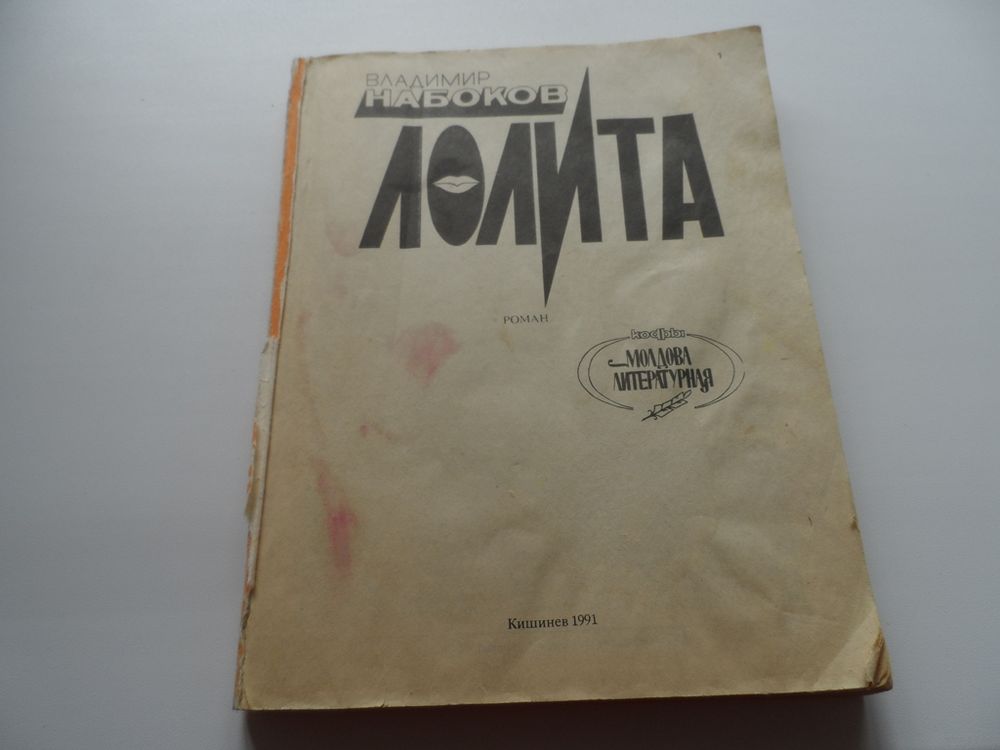 ВЛАДИМИР
НАБОКОВ
ЛОЛИТА
РОМАН
кодры
МОЛДОВА
ЛИТЕРАТУРНАЯ
Кишинев 1991